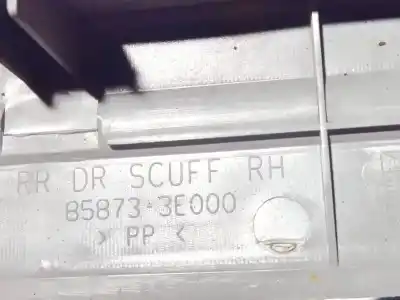 RR DR SCUFF RH
85873-3E000
> PP <